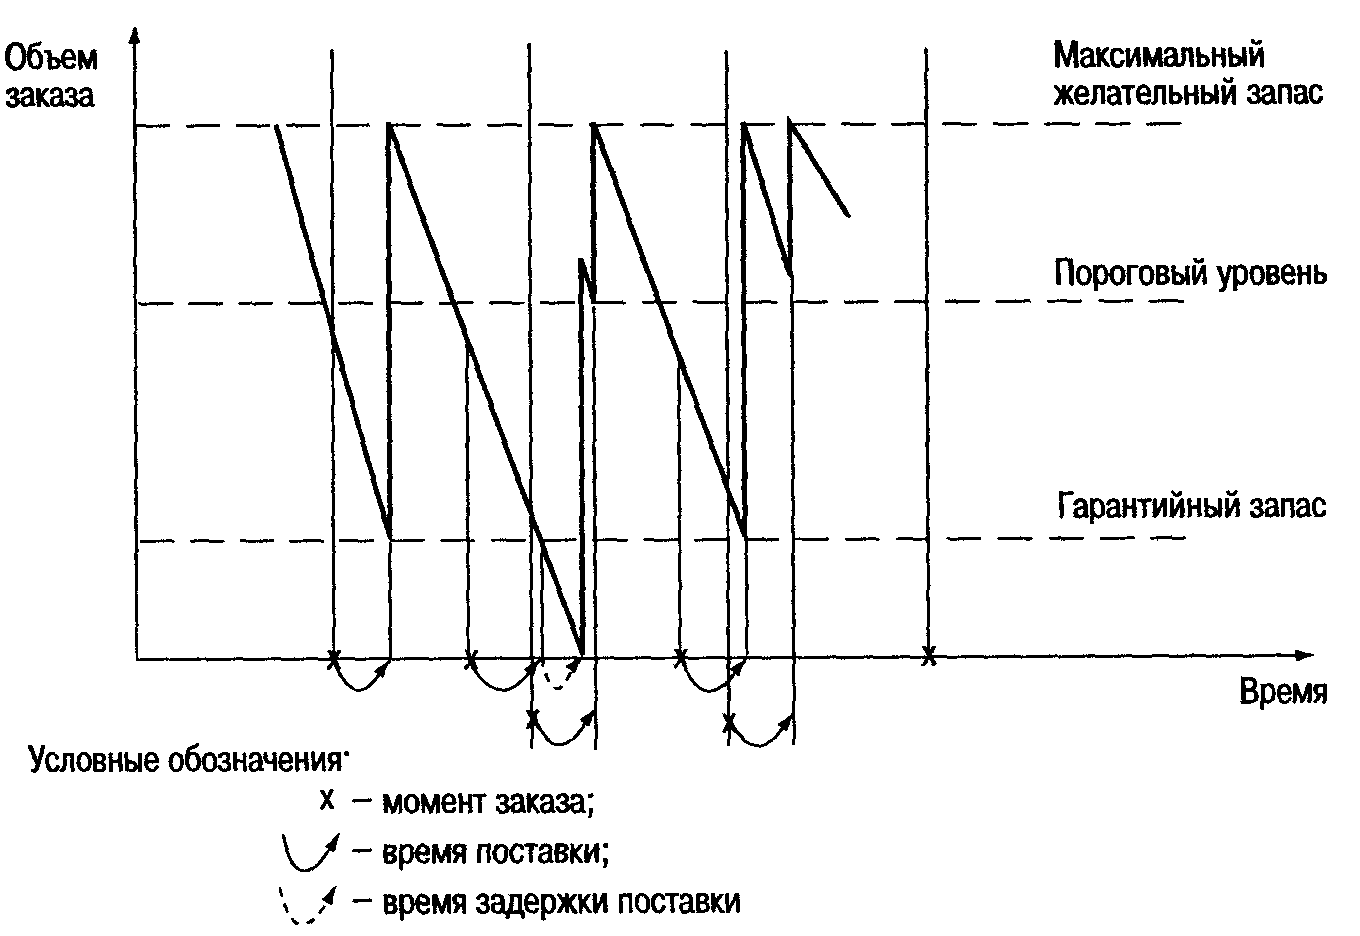 Объем
заказа
Максимальный
желательный запас
Пороговый уровень
Гарантийный запас
Время
Условные обозначения·
x – момент заказа;
– время поставки;
– время задержки поставки